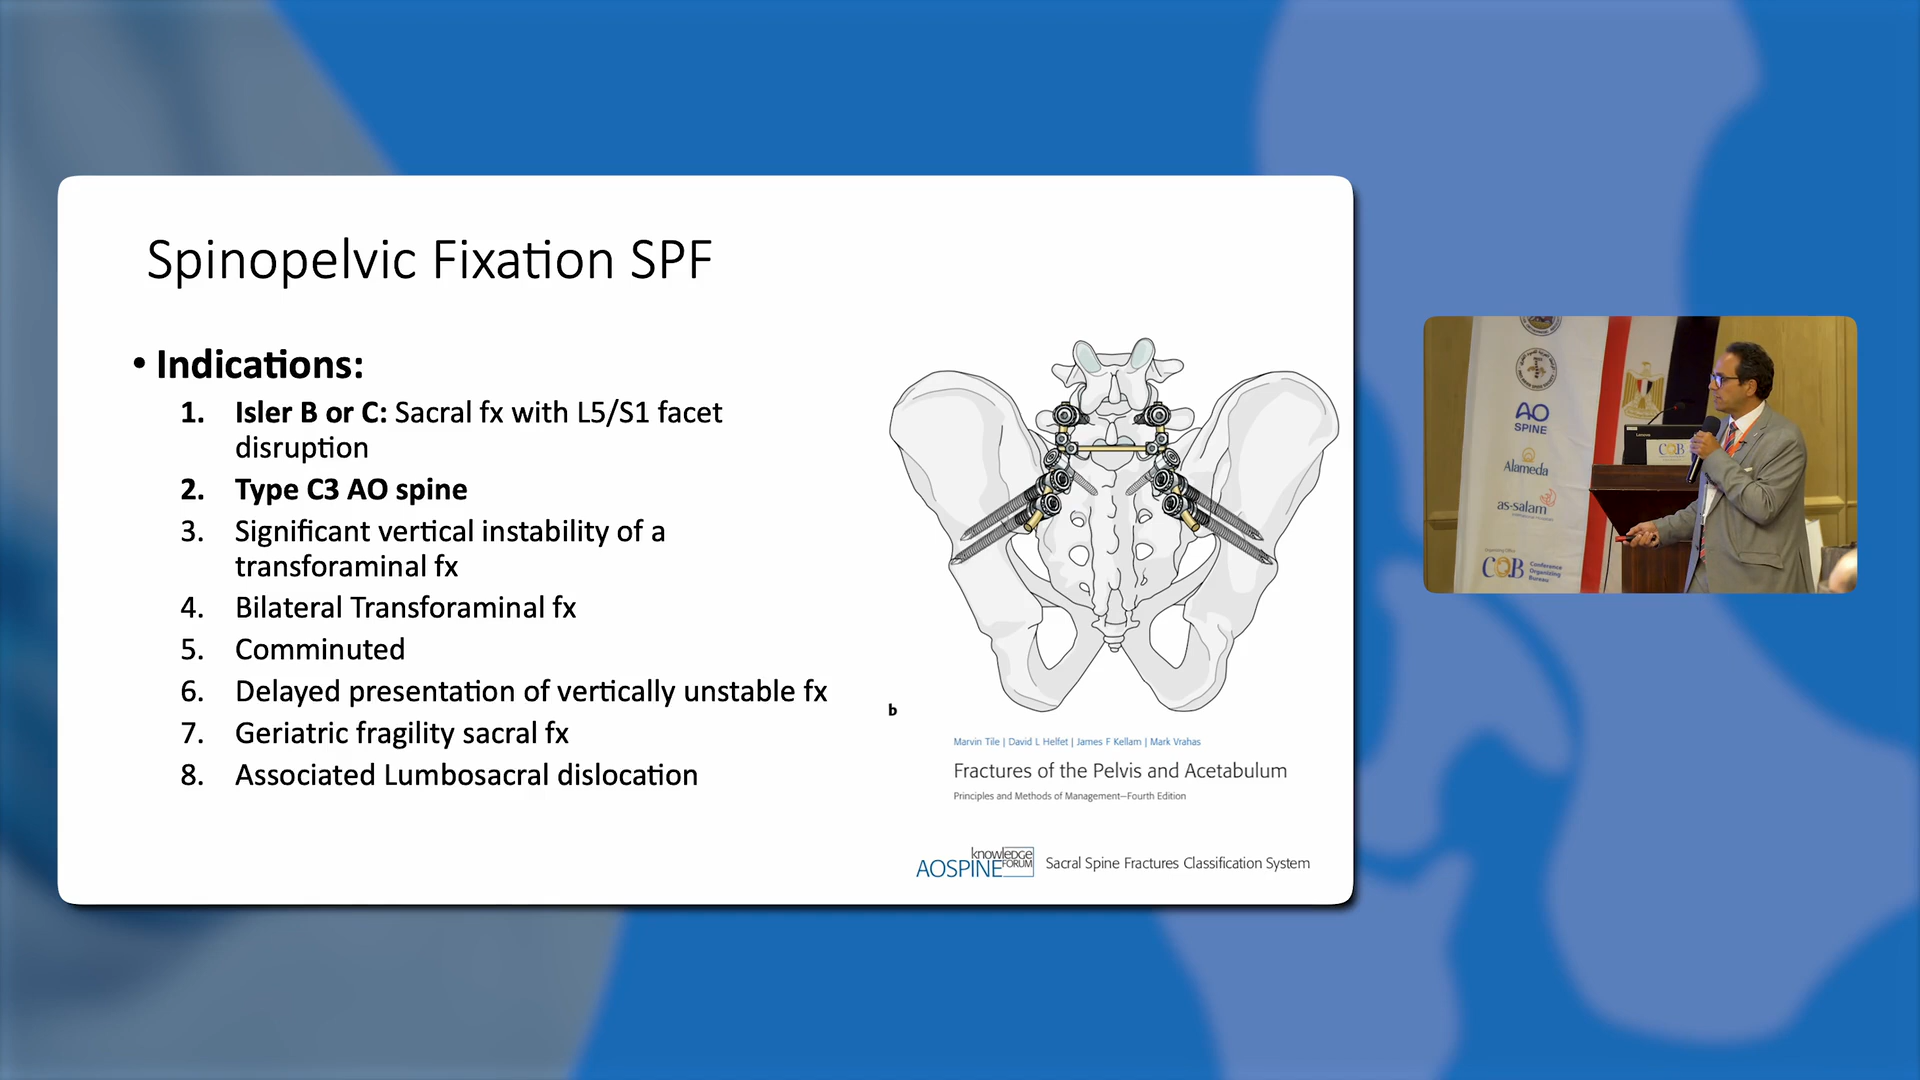 Spinopelvic Fixation SPF
• Indications:
1. Isler B or C: Sacral fx with L5/S1 facet
disruption
2. Type C3 AO spine
3. Significant vertical instability of a
transforaminal fx
4. Bilateral Transforaminal fx
5. Comminuted
6. Delayed presentation of vertically unstable fx
7. Geriatric fragility sacral fx
8. Associated Lumbosacral dislocation
b
Marvin Tile | David L Helfet | James F Kellam | Mark Vrahas
Fractures of the Pelvis and Acetabulum
Principles and Methods of Management—Fourth Edition
knowledge
FORUM
AOSPINE
Sacral Spine Fractures Classification System
AO
SPINE
Alameda
as-salam
COB
Conference
Organizing
Bureau
COB